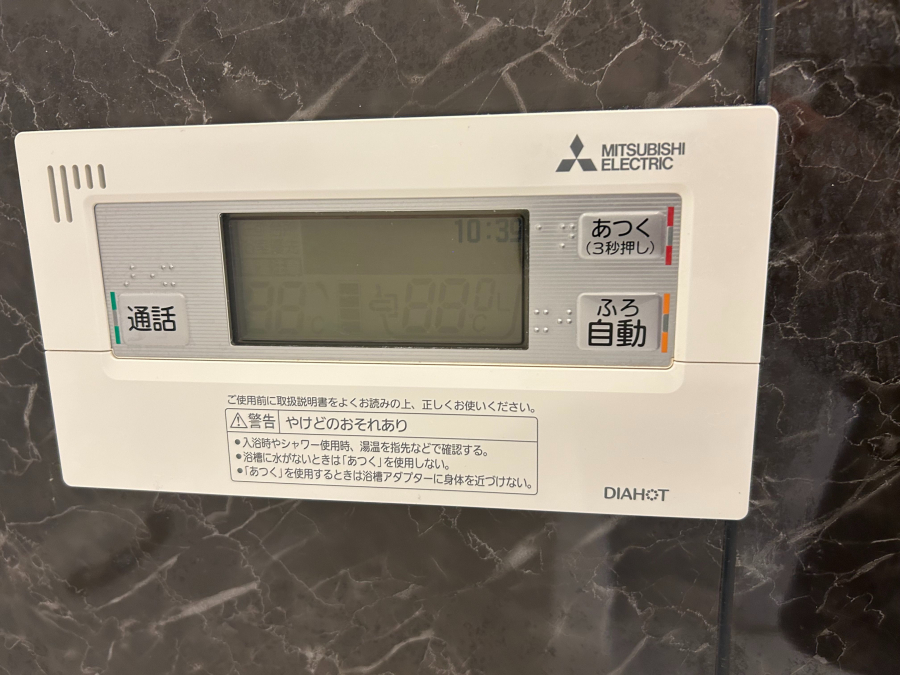 MITSUBISHI
ELECTRIC
10:39
あつく
(3秒押し)
通話
ふろ
自動
ご使用前に取扱説明書をよくお読みの上、正しくお使いください。
⚠警告 やけどのおそれあり
●入浴時やシャワー使用時、湯温を指先などで確認する。
●浴槽に水がないときは「あつく」を使用しない。
●「あつく」を使用するときは浴槽アダプターに身体を近づけない。
DIAHOT